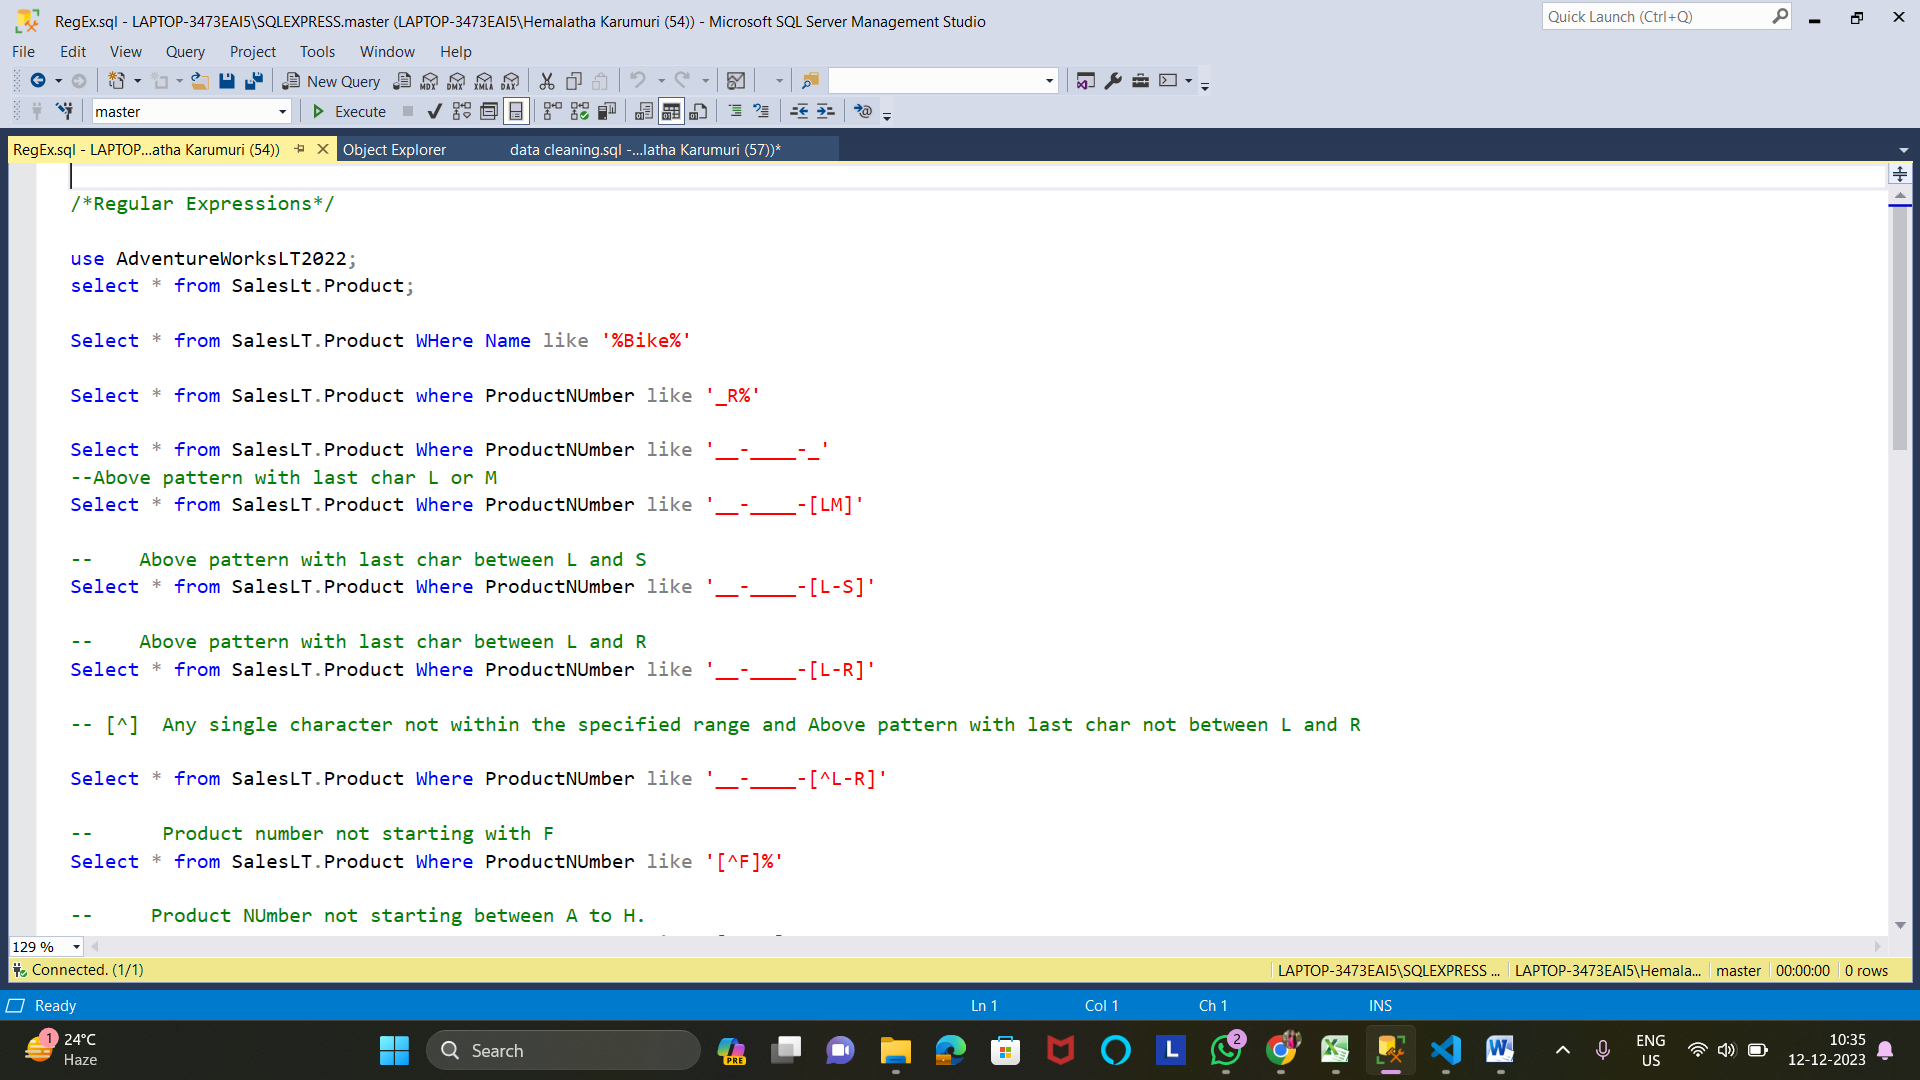 RegEx.sql - LAPTOP-3473EAI5\SQLEXPRESS.master (LAPTOP-3473EAI5\Hemalatha Karumuri (54)) - Microsoft SQL Server Management Studio
Quick Launch (Ctrl+Q)
File Edit View Query Project Tools Window Help
New Query MDX DMX XMLA DAX
master Execute
RegEx.sql - LAPTOP...atha Karumuri (54)) Object Explorer data cleaning.sql -...latha Karumuri (57))*
/*Regular Expressions*/
use AdventureWorksLT2022;
select * from SalesLt.Product;
Select * from SalesLT.Product WHere Name like '%Bike%'
Select * from SalesLT.Product where ProductNUmber like '_R%'
Select * from SalesLT.Product Where ProductNUmber like '__-____-_'
--Above pattern with last char L or M
Select * from SalesLT.Product Where ProductNUmber like '__-____-[LM]'
--    Above pattern with last char between L and S
Select * from SalesLT.Product Where ProductNUmber like '__-____-[L-S]'
--    Above pattern with last char between L and R
Select * from SalesLT.Product Where ProductNUmber like '__-____-[L-R]'
-- [^]  Any single character not within the specified range and Above pattern with last char not between L and R
Select * from SalesLT.Product Where ProductNUmber like '__-____-[^L-R]'
--      Product number not starting with F
Select * from SalesLT.Product Where ProductNUmber like '[^F]%'
--     Product NUmber not starting between A to H.
129 %
Connected. (1/1) LAPTOP-3473EAI5\SQLEXPRESS ... LAPTOP-3473EAI5\Hemala... master 00:00:00 0 rows
Ready Ln 1 Col 1 Ch 1 INS
1 24°C
Haze
Search
PRE
L
2
ENG
US
10:35
12-12-2023